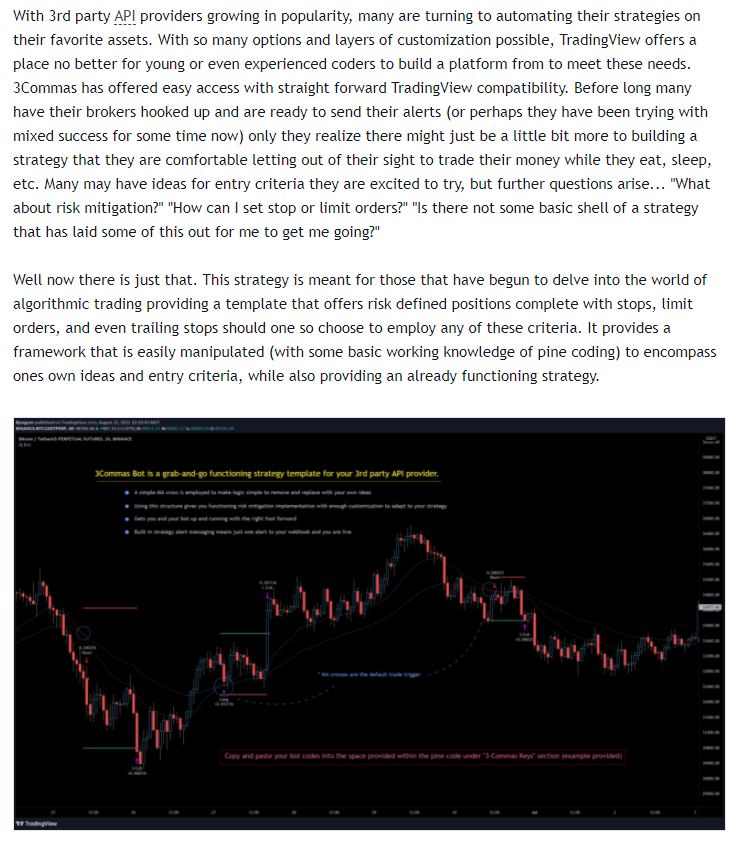 With 3rd party API providers growing in popularity, many are turning to automating their strategies on
their favorite assets. With so many options and layers of customization possible, TradingView offers a
place no better for young or even experienced coders to build a platform from to meet these needs.
3Commas has offered easy access with straight forward TradingView compatibility. Before long many
have their brokers hooked up and are ready to send their alerts (or perhaps they have been trying with
mixed success for some time now) only they realize there might just be a little bit more to building a
strategy that they are comfortable letting out of their sight to trade their money while they eat, sleep,
etc. Many may have ideas for entry criteria they are excited to try, but further questions arise... "What
about risk mitigation?" "How can I set stop or limit orders?" "Is there not some basic shell of a strategy
that has laid some of this out for me to get me going?"
Well now there is just that. This strategy is meant for those that have begun to delve into the world of
algorithmic trading providing a template that offers risk defined positions complete with stops, limit
orders, and even trailing stops should one so choose to employ any of these criteria. It provides a
framework that is easily manipulated (with some basic working knowledge of pine coding) to encompass
ones own ideas and entry criteria, while also providing an already functioning strategy.
Bitcoin / TetherUS PERPETUAL FUTURES, 1h, BINANCE
3Commas Bot is a grab-and-go functioning strategy template for your 3rd party API provider.
A simple MA cross is employed to make logic simple to remove and replace with your own ideas
Using this structure gives you functioning risk mitigation implementation with enough customization to adapt to your strategy
Gets you and your bot up and running with the right foot forward
Built in strategy alert messaging means just one alert to your webhook and you are live
*MA crosses are the default trade trigger
Copy and paste your bot codes into the space provided within the pine code under "3-Commas Keys" section (example provided)
TradingView